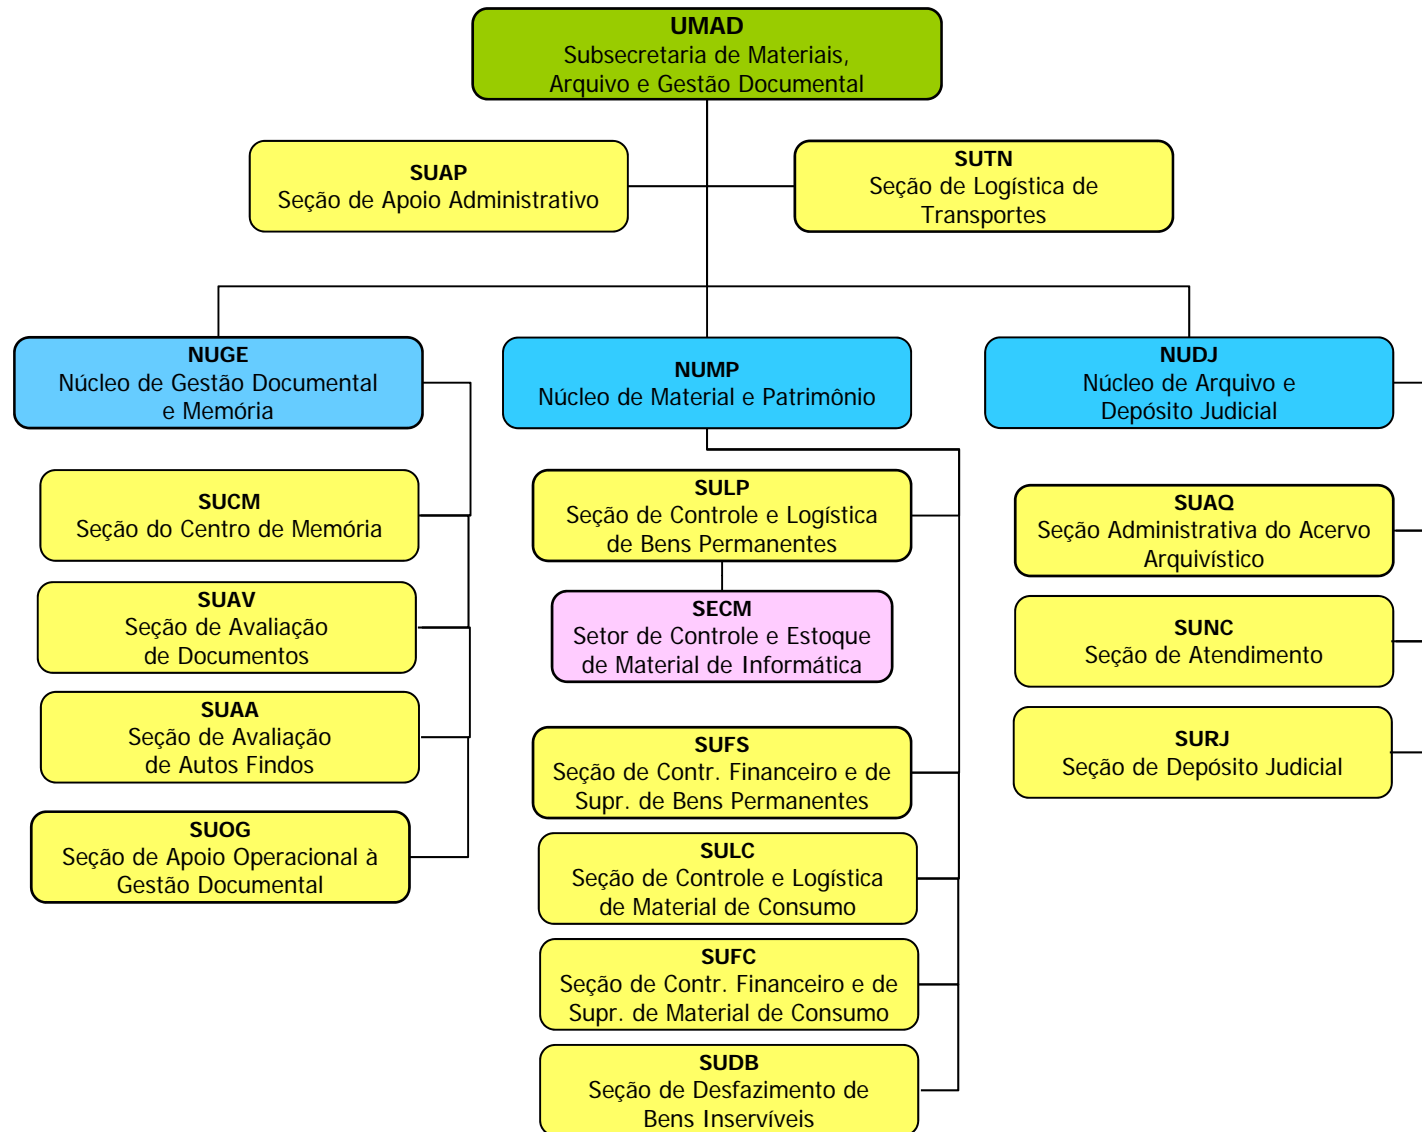 UMAD
Subsecretaria de Materiais,
Arquivo e Gestão Documental
SUAP
Seção de Apoio Administrativo
SUTN
Seção de Logística de
Transportes
NUGE
Núcleo de Gestão Documental
e Memória
NUMP
Núcleo de Material e Patrimônio
NUDJ
Núcleo de Arquivo e
Depósito Judicial
SUCM
Seção do Centro de Memória
SUAV
Seção de Avaliação
de Documentos
SUAA
Seção de Avaliação
de Autos Findos
SUOG
Seção de Apoio Operacional à
Gestão Documental
SULP
Seção de Controle e Logística
de Bens Permanentes
SECM
Setor de Controle e Estoque
de Material de Informática
SUFS
Seção de Contr. Financeiro e de
Supr. de Bens Permanentes
SULC
Seção de Controle e Logística
de Material de Consumo
SUFC
Seção de Contr. Financeiro e de
Supr. de Material de Consumo
SUDB
Seção de Desfazimento de
Bens Inservíveis
SUAQ
Seção Administrativa do Acervo
Arquivístico
SUNC
Seção de Atendimento
SURJ
Seção de Depósito Judicial